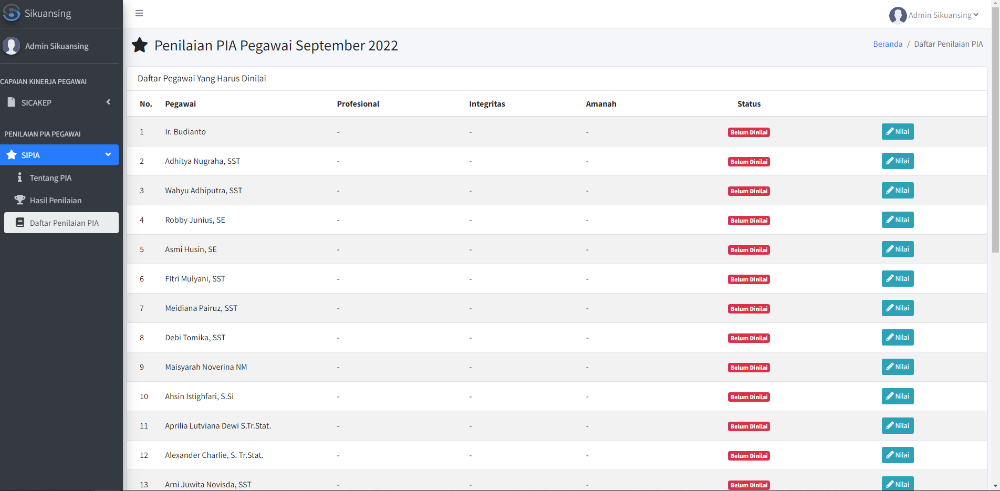 Sikuansing
Admin Sikuansing
Admin Sikuansing
CAPAIAN KINERJA PEGAWAI
SICAKEP
PENILAIAN PIA PEGAWAI
SIPIA
Tentang PIA
Hasil Penilaian
Daftar Penilaian PIA
Penilaian PIA Pegawai September 2022
Beranda / Daftar Penilaian PIA
Daftar Pegawai Yang Harus Dinilai
No. Pegawai Profesional Integritas Amanah Status
1 Ir. Budianto - - - Belum Dinilai Nilai
2 Adhitya Nugraha, SST - - - Belum Dinilai Nilai
3 Wahyu Adhiputra, SST - - - Belum Dinilai Nilai
4 Robby Junius, SE - - - Belum Dinilai Nilai
5 Asmi Husin, SE - - - Belum Dinilai Nilai
6 FItri Mulyani, SST - - - Belum Dinilai Nilai
7 Meidiana Pairuz, SST - - - Belum Dinilai Nilai
8 Debi Tomika, SST - - - Belum Dinilai Nilai
9 Maisyarah Noverina NM - - - Belum Dinilai Nilai
10 Ahsin Istighfari, S.Si - - - Belum Dinilai Nilai
11 Aprilia Lutviana Dewi S.Tr.Stat. - - - Belum Dinilai Nilai
12 Alexander Charlie, S. Tr.Stat. - - - Belum Dinilai Nilai
13 Arni Juwita Novisda, SST - - - Belum Dinilai Nilai